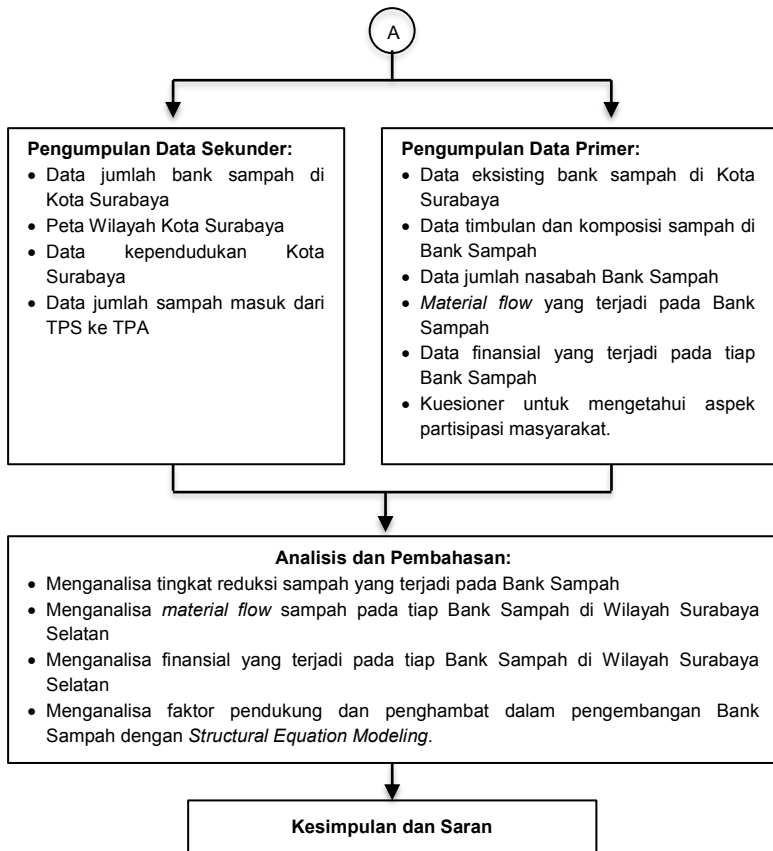 A
Pengumpulan Data Sekunder:
• Data jumlah bank sampah di
Kota Surabaya
• Peta Wilayah Kota Surabaya
• Data kependudukan Kota
Surabaya
• Data jumlah sampah masuk dari
TPS ke TPA
Pengumpulan Data Primer:
• Data eksisting bank sampah di Kota
Surabaya
• Data timbulan dan komposisi sampah di
Bank Sampah
• Data jumlah nasabah Bank Sampah
• Material flow yang terjadi pada Bank
Sampah
• Data finansial yang terjadi pada tiap
Bank Sampah
• Kuesioner untuk mengetahui aspek
partisipasi masyarakat.
Analisis dan Pembahasan:
• Menganalisa tingkat reduksi sampah yang terjadi pada Bank Sampah
• Menganalisa material flow sampah pada tiap Bank Sampah di Wilayah Surabaya
Selatan
• Menganalisa finansial yang terjadi pada tiap Bank Sampah di Wilayah Surabaya
Selatan
• Menganalisa faktor pendukung dan penghambat dalam pengembangan Bank
Sampah dengan Structural Equation Modeling.
Kesimpulan dan Saran